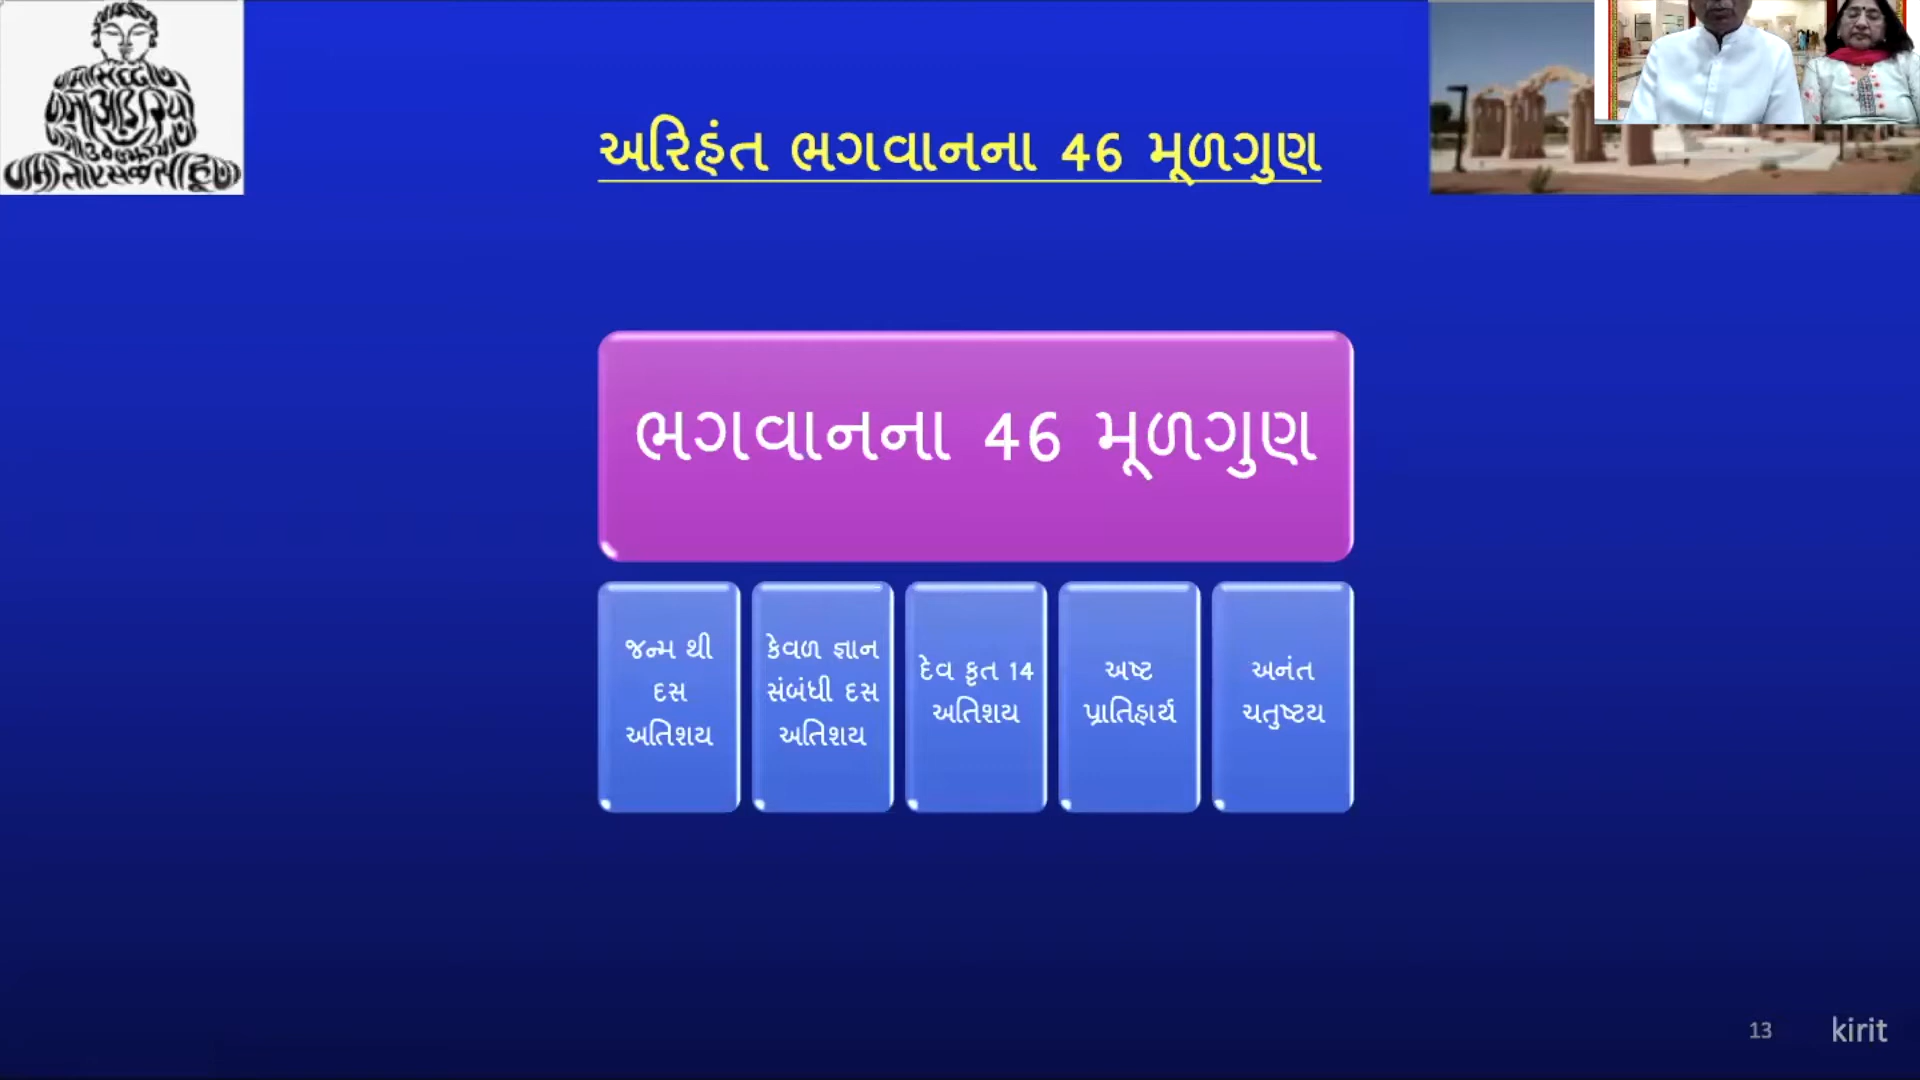 અરિહંત ભગવાનના 46 મૂળગુણ
ભગવાનના 46 મૂળગુણ
જન્મ થી
દસ
અતિશય
કેવળ જ્ઞાન
સંબંધી દસ
અતિશય
દેવ કૃત 14
અતિશય
અષ્ટ
પ્રાતિહાર્ય
અનંત
ચતુષ્ટય
13
kirit